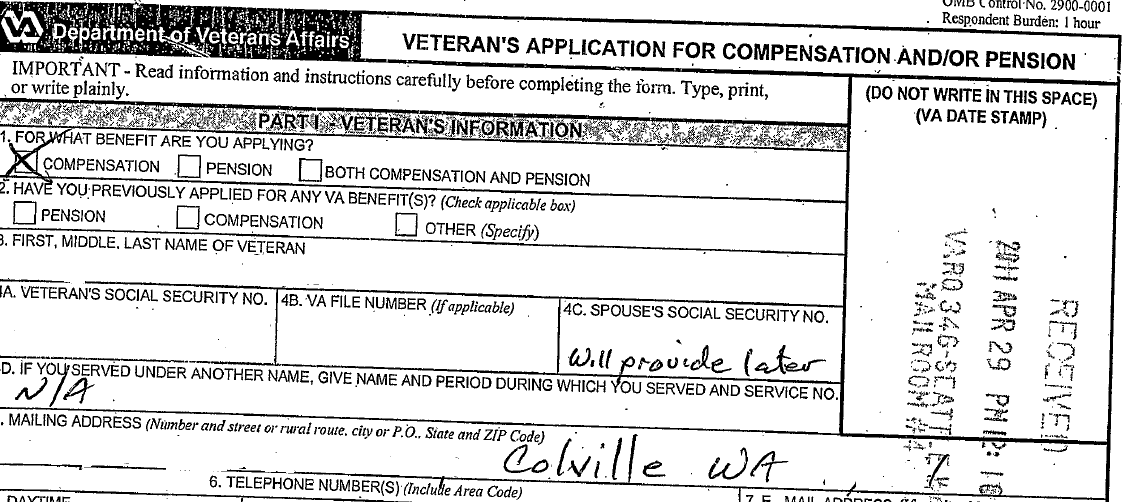 OMB Control No. 2900-0001
Respondent Burden: 1 hour
VA Department of Veterans Affairs
VETERAN'S APPLICATION FOR COMPENSATION AND/OR PENSION
IMPORTANT - Read information and instructions carefully before completing the form. Type, print,
or write plainly.
(DO NOT WRITE IN THIS SPACE)
(VA DATE STAMP)
PART I - VETERAN'S INFORMATION
1. FOR WHAT BENEFIT ARE YOU APPLYING?
COMPENSATION PENSION BOTH COMPENSATION AND PENSION
2. HAVE YOU PREVIOUSLY APPLIED FOR ANY VA BENEFIT(S)? (Check applicable box)
PENSION COMPENSATION OTHER (Specify)
3. FIRST, MIDDLE, LAST NAME OF VETERAN
4A. VETERAN'S SOCIAL SECURITY NO. 4B. VA FILE NUMBER (If applicable) 4C. SPOUSE'S SOCIAL SECURITY NO.
Will provide later
D. IF YOU SERVED UNDER ANOTHER NAME, GIVE NAME AND PERIOD DURING WHICH YOU SERVED AND SERVICE NO.
N/A
. MAILING ADDRESS (Number and street or rural route, city or P.O., State and ZIP Code)
Colville WA
6. TELEPHONE NUMBER(S) (Include Area Code)
DAYTIME
7. E-MAIL ADDRESS
RECEIVED
2011 APR 29 PM 12:16
VARO 346-SEATTLE
MAILROOM #4